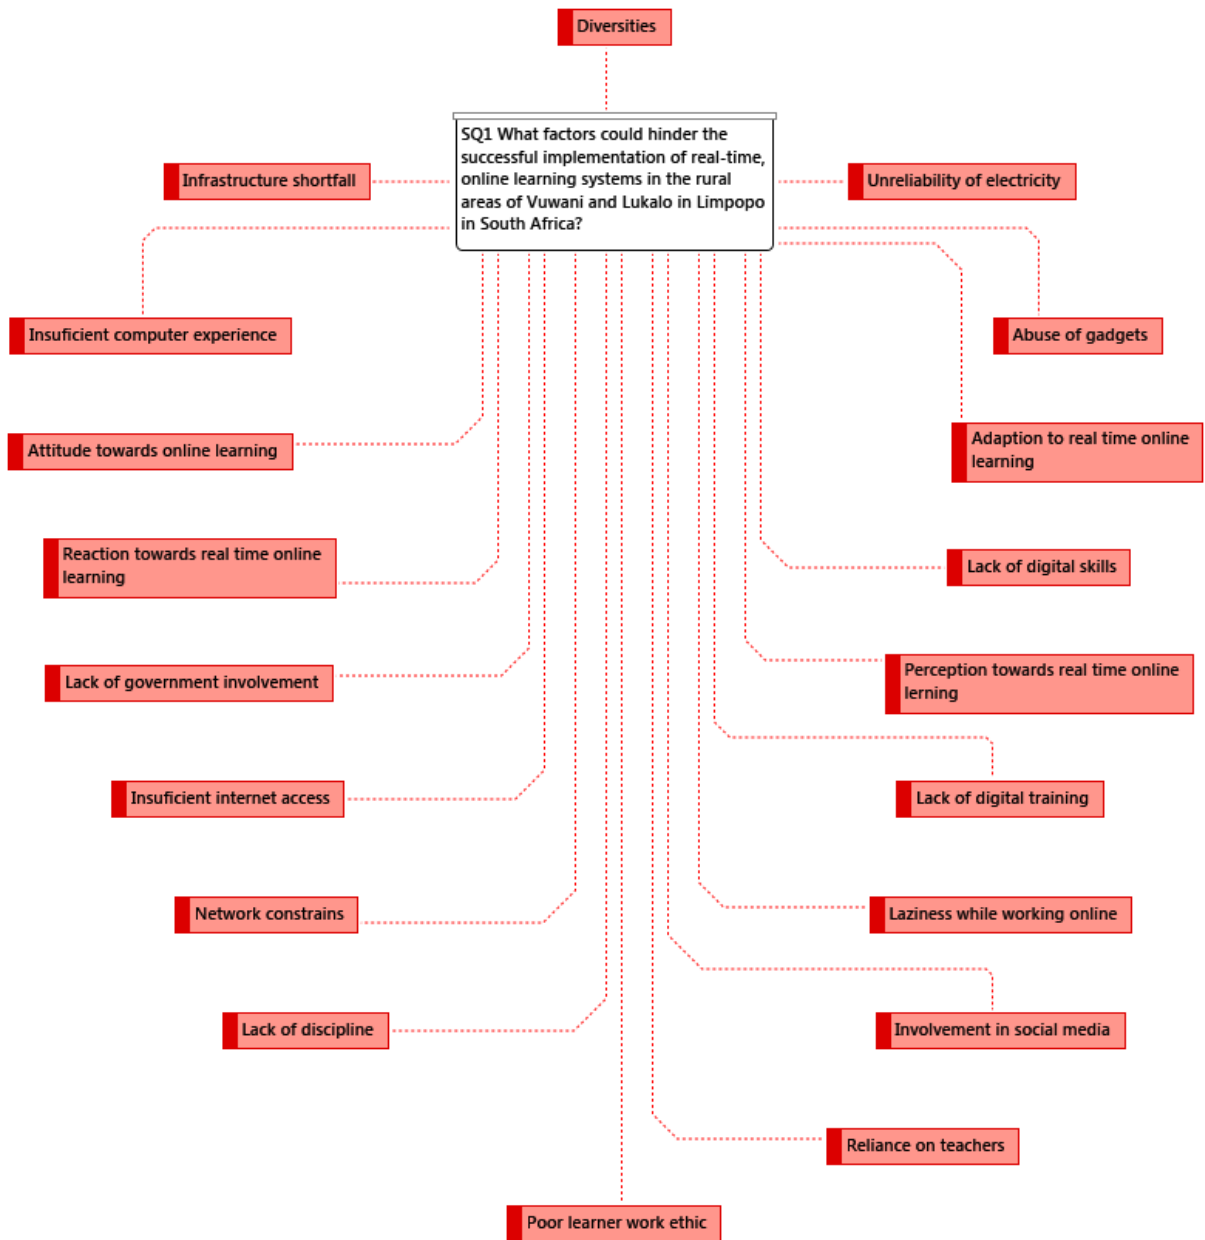 Diversities
SQ1 What factors could hinder the
successful implementation of real-time,
online learning systems in the rural
areas of Vuwani and Lukalo in Limpopo
in South Africa?
Infrastructure shortfall
Unreliability of electricity
Insuficient computer experience
Abuse of gadgets
Attitude towards online learning
Adaption to real time online
learning
Reaction towards real time online
learning
Lack of digital skills
Lack of government involvement
Perception towards real time online
lerning
Insuficient internet access
Lack of digital training
Network constrains
Laziness while working online
Lack of discipline
Involvement in social media
Reliance on teachers
Poor learner work ethic